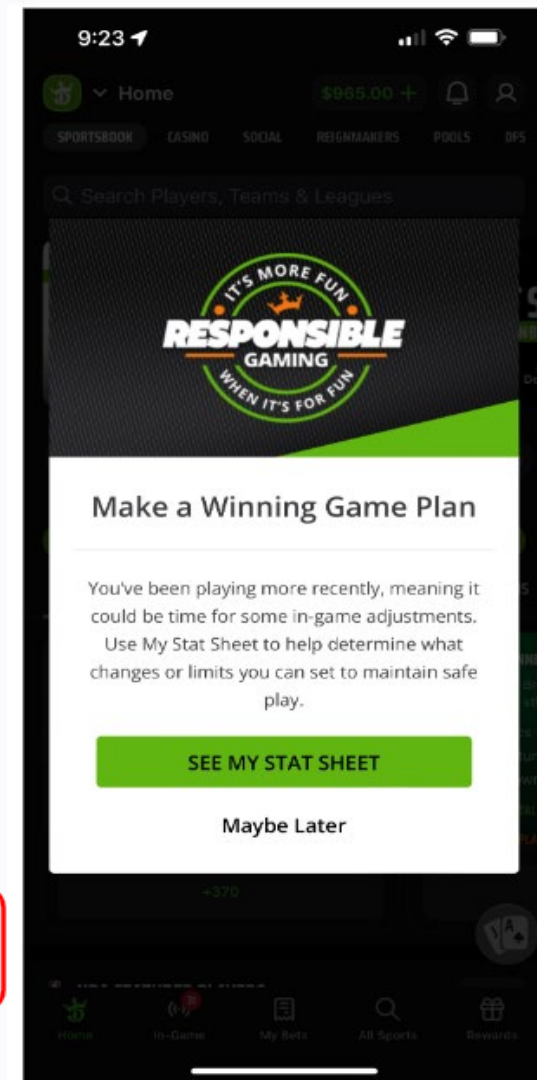 9:23
Home
$965.00 +
SPORTSBOOK CASINO SOCIAL REIGNMAKERS POOLS DFS
Search Players, Teams & Leagues
IT'S MORE FUN
RESPONSIBLE
GAMING
WHEN IT'S FOR FUN
Make a Winning Game Plan
You've been playing more recently, meaning it
could be time for some in-game adjustments.
Use My Stat Sheet to help determine what
changes or limits you can set to maintain safe
play.
SEE MY STAT SHEET
Maybe Later
+370
Home In-Game My Bets All Sports Rewards